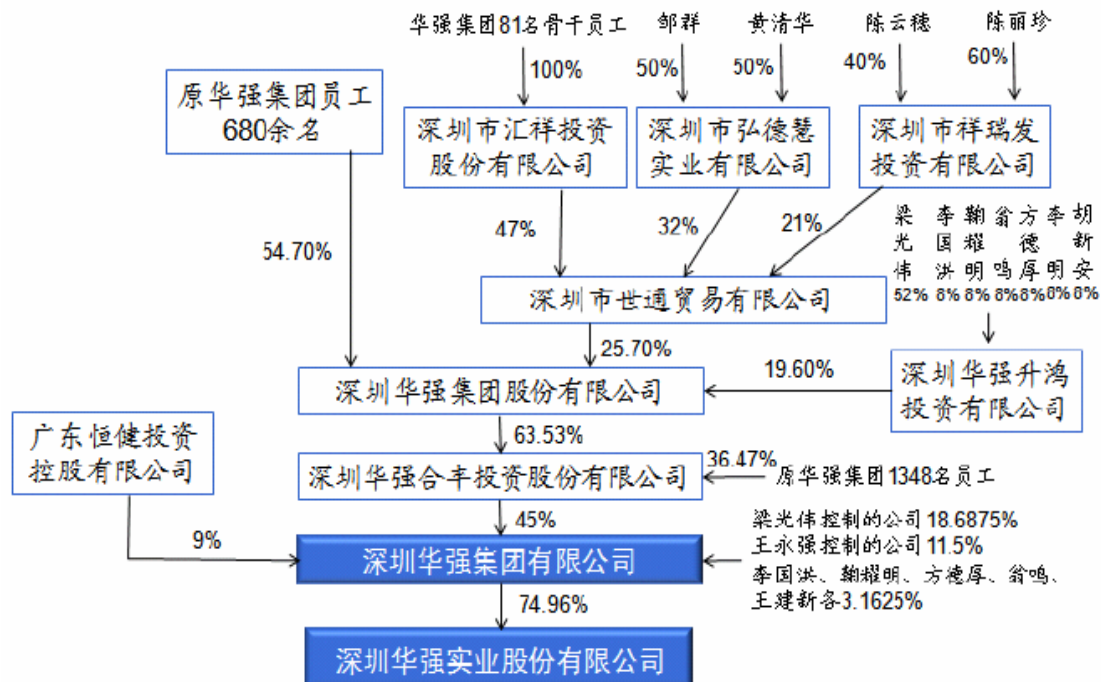 华强集团81名骨干员工
邹群
黄清华
陈云穗
陈丽珍
100%
50%
50%
40%
60%
原华强集团员工
680余名
深圳市汇祥投资
股份有限公司
深圳市弘德慧
实业有限公司
深圳市祥瑞发
投资有限公司
54.70%
47%
32%
21%
梁光伟
李国洪
鞠耀明
翁鸣
方德厚
李明
胡新安
52%
8%
8%
8%
8%
8%
8%
深圳市世通贸易有限公司
25.70%
深圳华强集团股份有限公司
19.60%
深圳华强升鸿
投资有限公司
广东恒健投资
控股有限公司
63.53%
深圳华强合丰投资股份有限公司
36.47%
原华强集团1348名员工
9%
45%
深圳华强集团有限公司
梁光伟控制的公司18.6875%
王永强控制的公司11.5%
李国洪、鞠耀明、方德厚、翁鸣、
王建新各3.1625%
74.96%
深圳华强实业股份有限公司